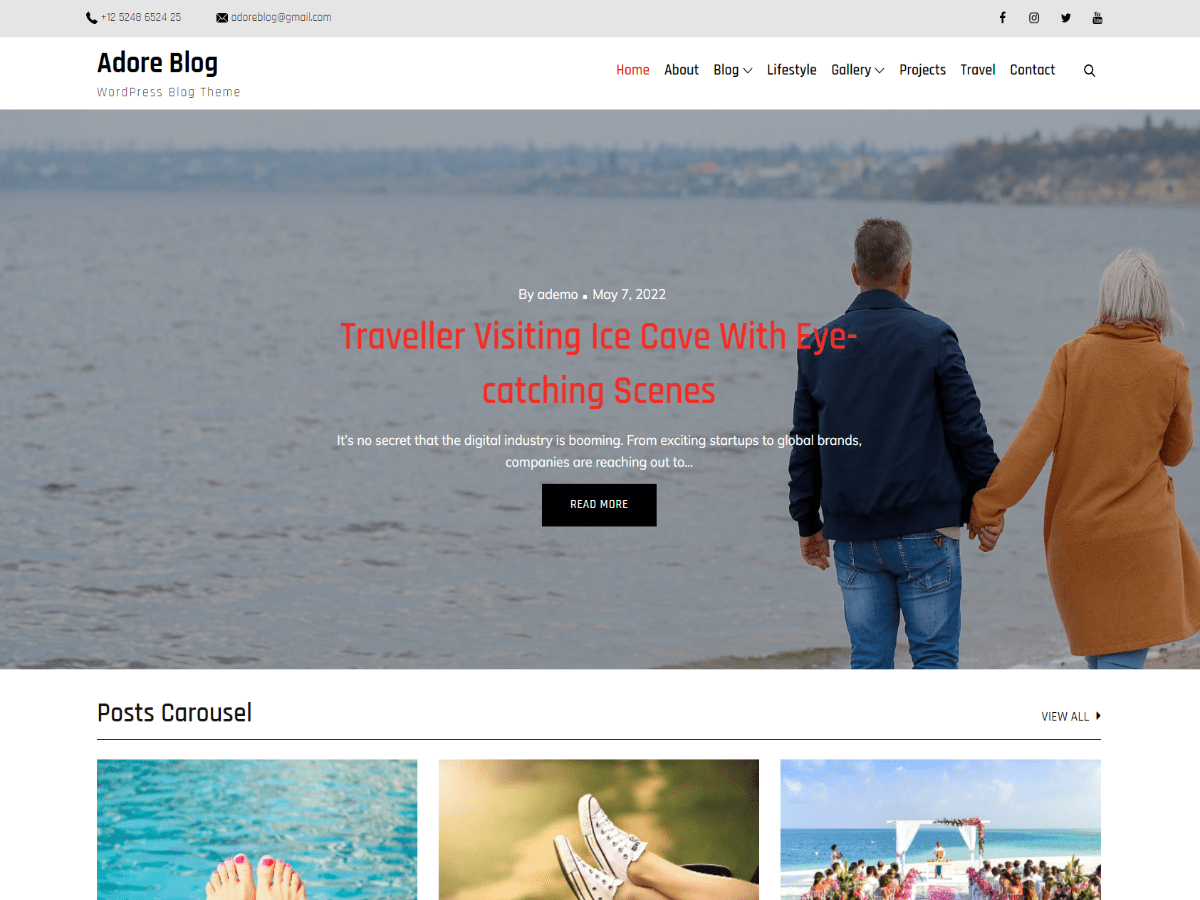 +12 5248 6524 25
adoreblog@gmail.com
Adore Blog
WordPress Blog Theme
Home About Blog Lifestyle Gallery Projects Travel Contact
By ademo May 7, 2022
Traveller Visiting Ice Cave With Eye-
catching Scenes
It's no secret that the digital industry is booming. From exciting startups to global brands,
companies are reaching out to...
READ MORE
Posts Carousel
VIEW ALL